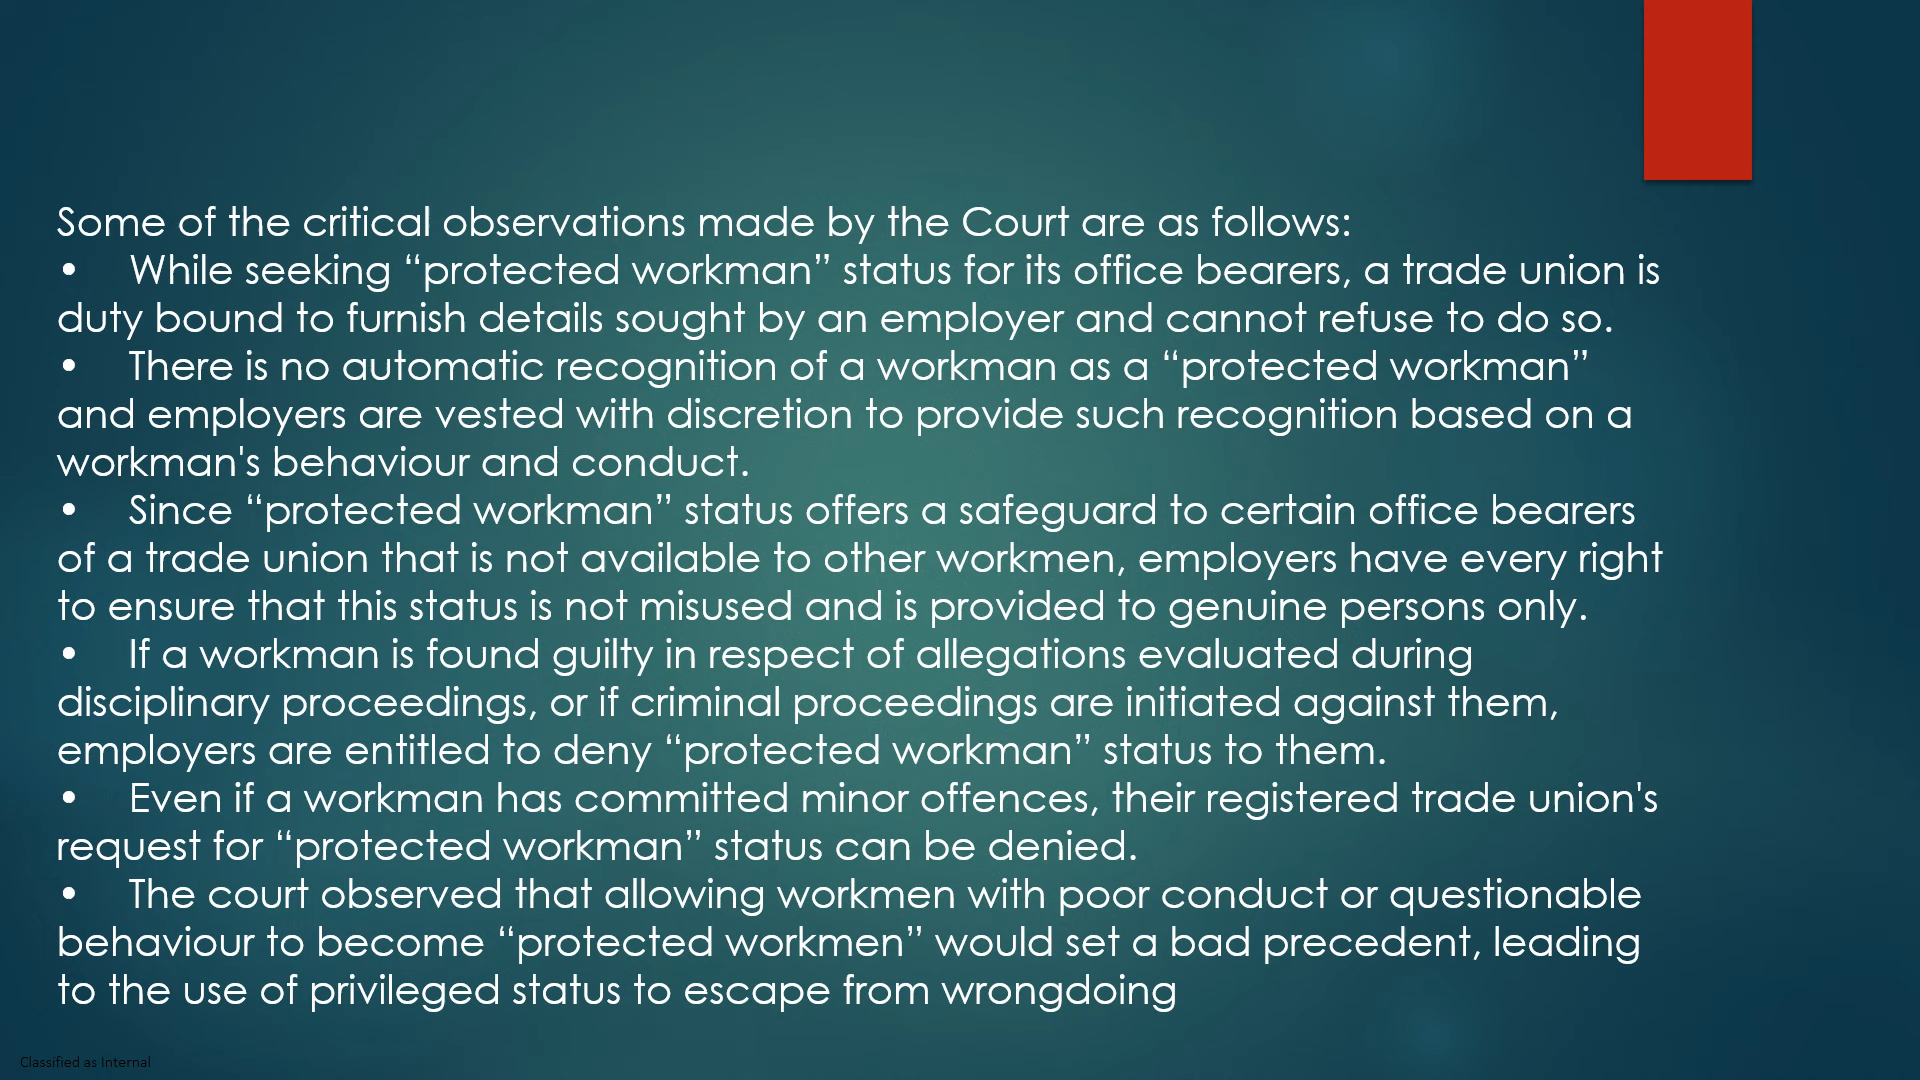 Some of the critical observations made by the Court are as follows:
• While seeking “protected workman” status for its office bearers, a trade union is
duty bound to furnish details sought by an employer and cannot refuse to do so.
• There is no automatic recognition of a workman as a “protected workman”
and employers are vested with discretion to provide such recognition based on a
workman's behaviour and conduct.
• Since “protected workman” status offers a safeguard to certain office bearers
of a trade union that is not available to other workmen, employers have every right
to ensure that this status is not misused and is provided to genuine persons only.
• If a workman is found guilty in respect of allegations evaluated during
disciplinary proceedings, or if criminal proceedings are initiated against them,
employers are entitled to deny “protected workman” status to them.
• Even if a workman has committed minor offences, their registered trade union's
request for “protected workman” status can be denied.
• The court observed that allowing workmen with poor conduct or questionable
behaviour to become “protected workmen” would set a bad precedent, leading
to the use of privileged status to escape from wrongdoing
Classified as Internal